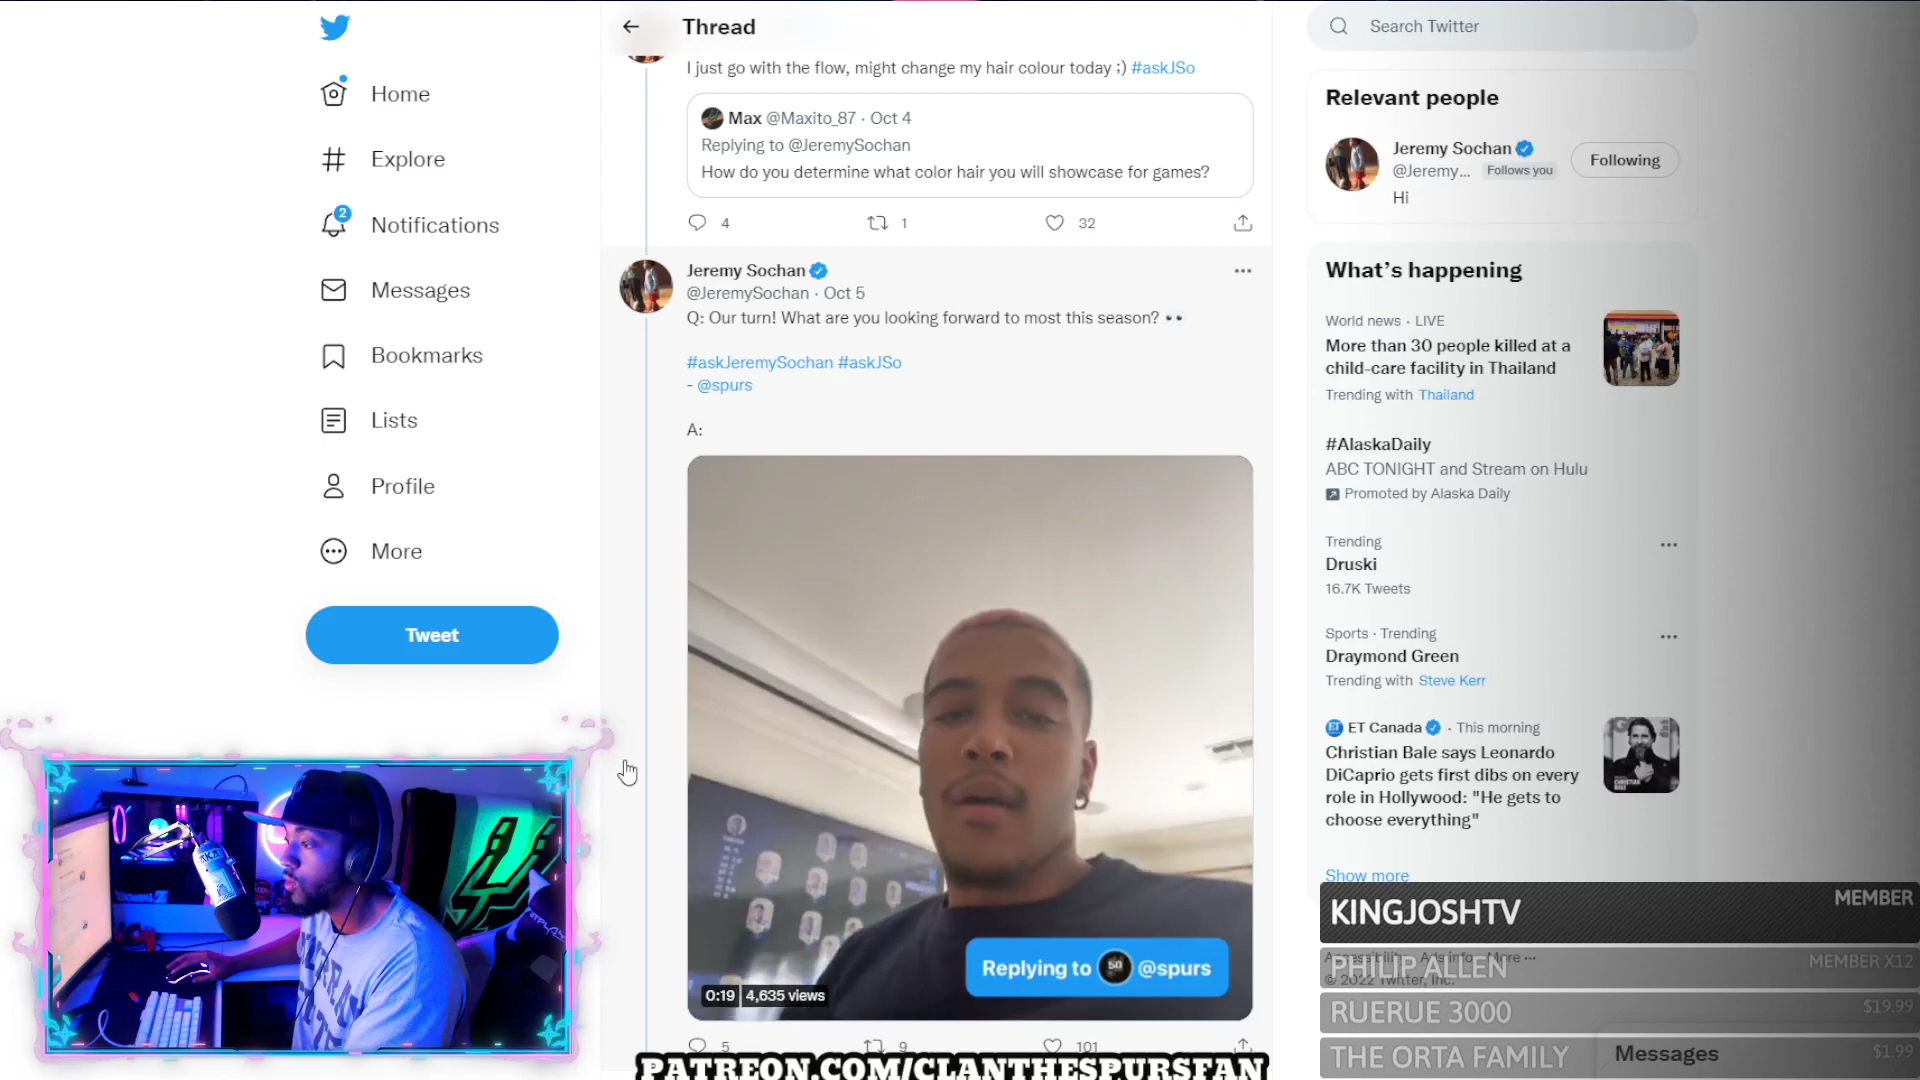 Home
Explore
2
Notifications
Messages
Bookmarks
Lists
Profile
More
Tweet
Thread
I just go with the flow, might change my hair colour today ;) #askJSo
Max @Maxito_87 · Oct 4
Replying to @JeremySochan
How do you determine what color hair you will showcase for games?
4
1
32
Jeremy Sochan
@JeremySochan · Oct 5
Q: Our turn! What are you looking forward to most this season? 👀
#askJeremySochan #askJSo
- @spurs
A:
Replying to 50 @spurs
0:19 4,635 views
5
9
101
PATREON.COM/CLANTHESPURSFAN
Search Twitter
Relevant people
Jeremy Sochan
@Jeremy... Follows you
Following
Hi
What's happening
World news · LIVE
More than 30 people killed at a
child-care facility in Thailand
Trending with Thailand
#AlaskaDaily
ABC TONIGHT and Stream on Hulu
Promoted by Alaska Daily
Trending
Druski
16.7K Tweets
Sports · Trending
Draymond Green
Trending with Steve Kerr
ET Canada · This morning
Christian Bale says Leonardo
DiCaprio gets first dibs on every
role in Hollywood: "He gets to
choose everything"
Show more
KINGJOSHTV MEMBER
Accessibility Ads info More ···
© 2022 Twitter, Inc.
PHILIP ALLEN MEMBER X12
RUERUE 3000 $19.99
THE ORTA FAMILY $1.99
Messages